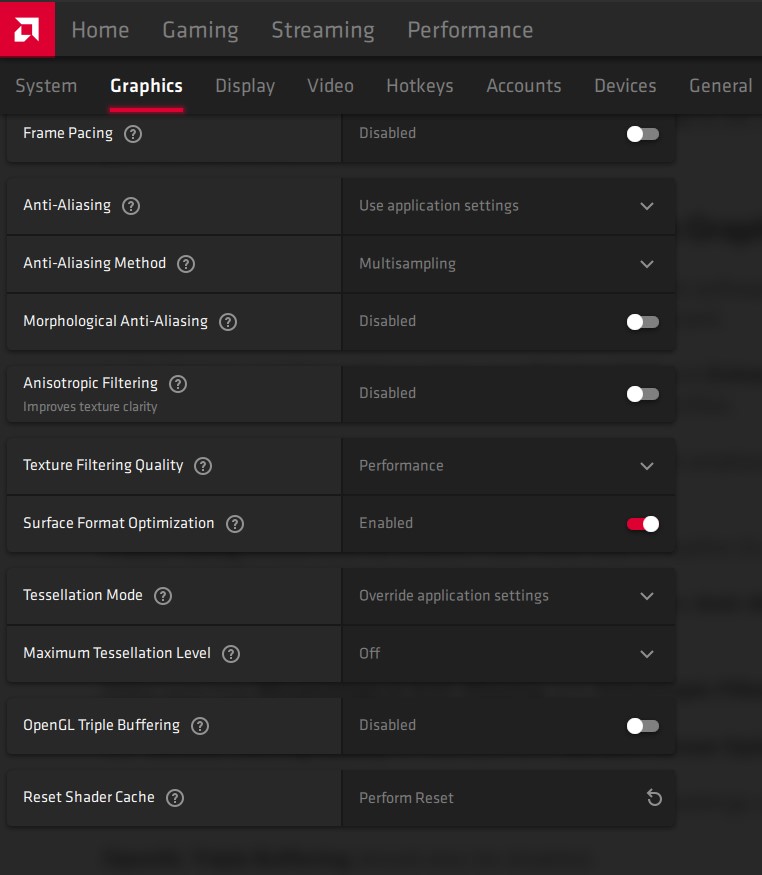 Home Gaming Streaming Performance
System Graphics Display Video Hotkeys Accounts Devices General
Frame Pacing ? Disabled
Anti-Aliasing ? Use application settings
Anti-Aliasing Method ? Multisampling
Morphological Anti-Aliasing ? Disabled
Anisotropic Filtering ? Disabled
Improves texture clarity
Texture Filtering Quality ? Performance
Surface Format Optimization ? Enabled
Tessellation Mode ? Override application settings
Maximum Tessellation Level ? Off
OpenGL Triple Buffering ? Disabled
Reset Shader Cache ? Perform Reset